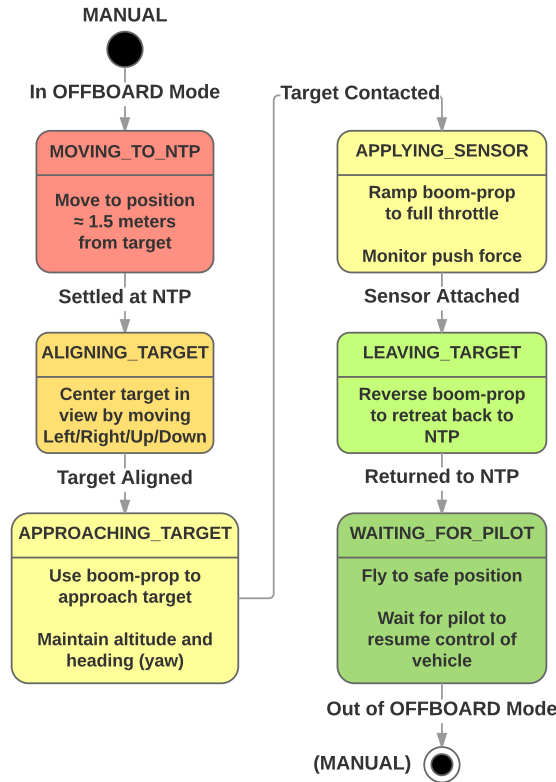 MANUAL
In OFFBOARD Mode
MOVING_TO_NTP
Move to position
≈ 1.5 meters
from target
Settled at NTP
ALIGNING_TARGET
Center target in
view by moving
Left/Right/Up/Down
Target Aligned
APPROACHING_TARGET
Use boom-prop to
approach target
Maintain altitude and
heading (yaw)
Target Contacted
APPLYING_SENSOR
Ramp boom-prop
to full throttle
Monitor push force
Sensor Attached
LEAVING_TARGET
Reverse boom-prop
to retreat back to
NTP
Returned to NTP
WAITING_FOR_PILOT
Fly to safe position
Wait for pilot to
resume control of
vehicle
Out of OFFBOARD Mode
(MANUAL)